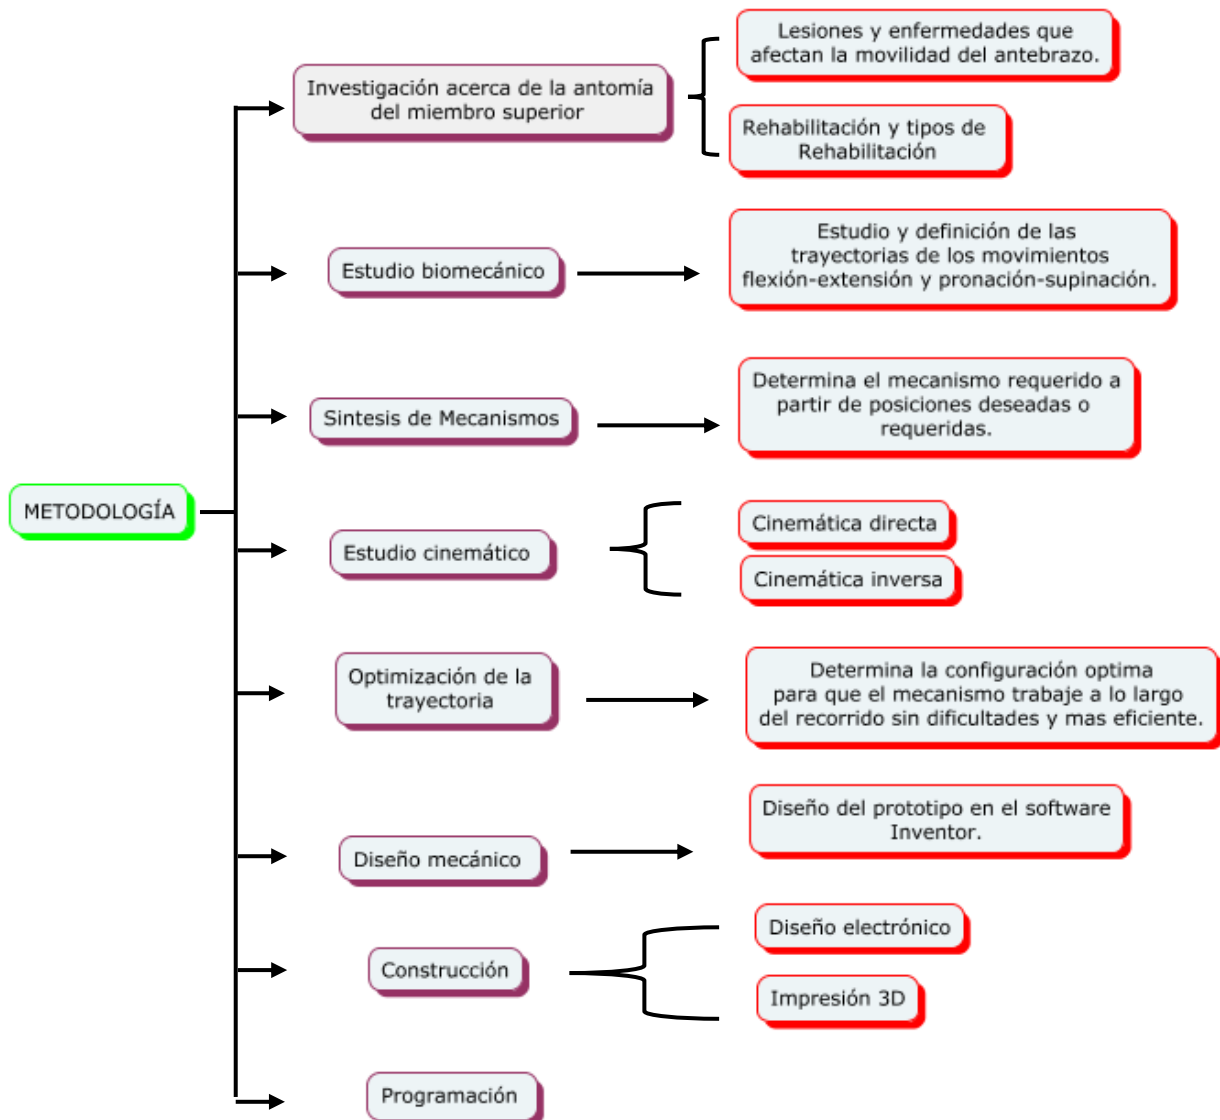 METODOLOGÍA
Investigación acerca de la antomía
del miembro superior
Lesiones y enfermedades que
afectan la movilidad del antebrazo.
Rehabilitación y tipos de
Rehabilitación
Estudio biomecánico
Estudio y definición de las
trayectorias de los movimientos
flexión-extensión y pronación-supinación.
Sintesis de Mecanismos
Determina el mecanismo requerido a
partir de posiciones deseadas o
requeridas.
Estudio cinemático
Cinemática directa
Cinemática inversa
Optimización de la
trayectoria
Determina la configuración optima
para que el mecanismo trabaje a lo largo
del recorrido sin dificultades y mas eficiente.
Diseño mecánico
Diseño del prototipo en el software
Inventor.
Construcción
Diseño electrónico
Impresión 3D
Programación